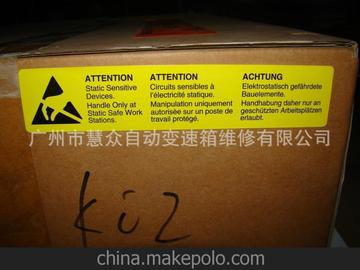 ATTENTION
Static Sensitive
Devices.
Handle Only at
Static Safe Work
Stations.
ATTENTION
Circuits sensibles à
l'électricité statique.
Manipulation uniquement
autorisée sur un poste de
travail protégé.
ACHTUNG
Elektrostatisch gefährdete
Bauelemente.
Handhabung daher nur an
geschützten Arbeitsplätzen
erlaubt.
广州市慧众自动变速箱维修有限公司
KU2
china.makepolo.com